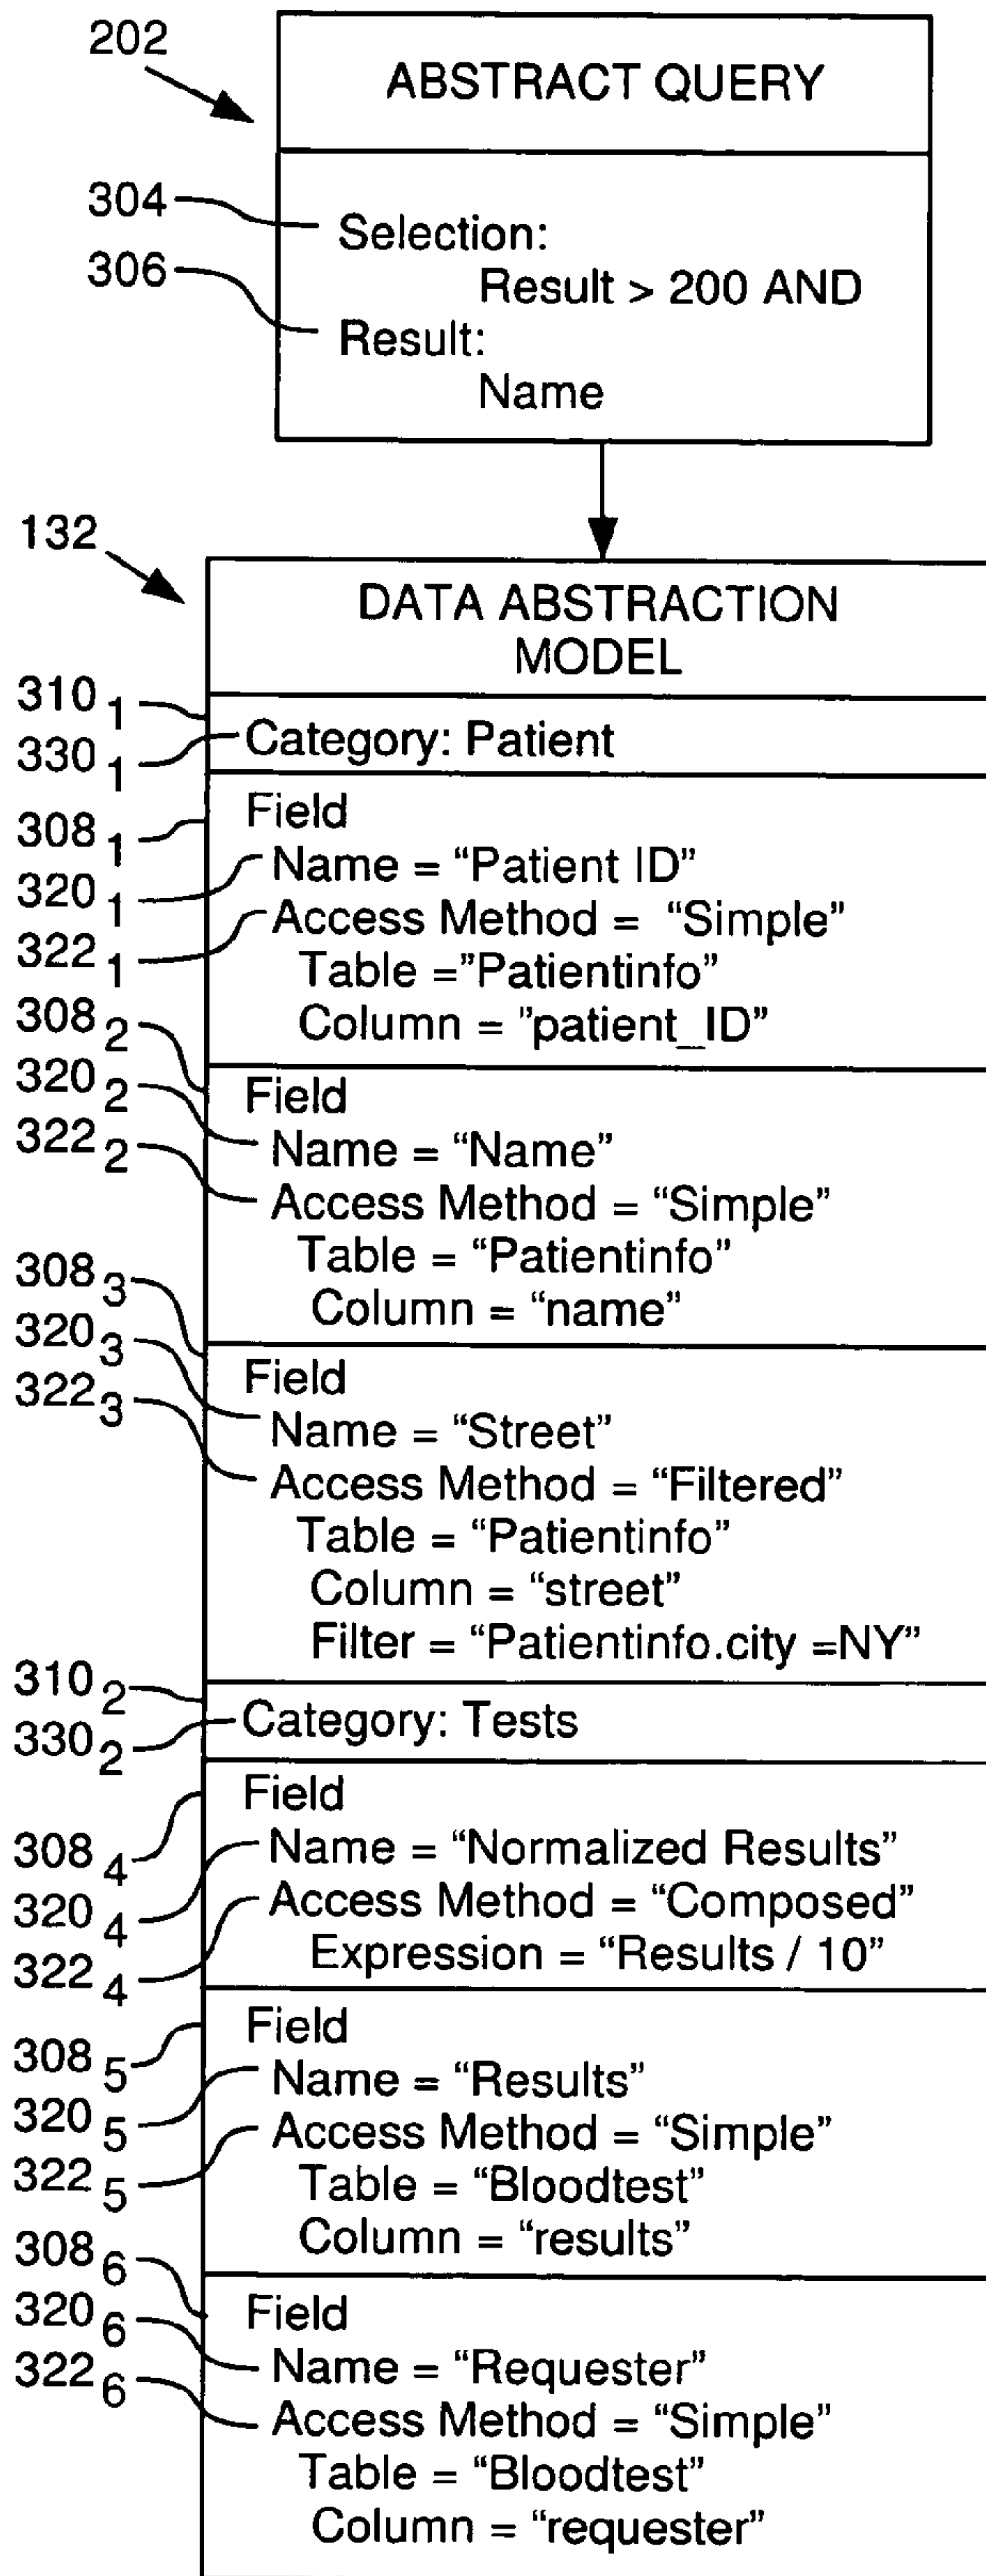 202
ABSTRACT QUERY
304
Selection:
306
Result > 200 AND
Result:
Name
132
DATA ABSTRACTION
MODEL
310 1
330 1
Category: Patient
308 1
Field
320 1
Name = “Patient ID”
322 1
Access Method = “Simple”
Table =”Patientinfo”
308 2
Column = ”patient_ID”
320 2
Field
322 2
Name = “Name”
Access Method = “Simple”
308 3
Table = “Patientinfo”
320 3
Column = “name”
322 3
Field
Name = “Street”
Access Method = “Filtered”
Table = “Patientinfo”
Column = “street”
Filter = “Patientinfo.city =NY”
310 2
330 2
Category: Tests
Field
308 4
Name = “Normalized Results”
320 4
Access Method = “Composed”
322 4
Expression = “Results / 10”
Field
308 5
Name = “Results”
320 5
Access Method = “Simple”
322 5
Table = “Bloodtest”
308 6
Column = “results”
320 6
Field
322 6
Name = “Requester”
Access Method = “Simple”
Table = “Bloodtest”
Column = “requester”